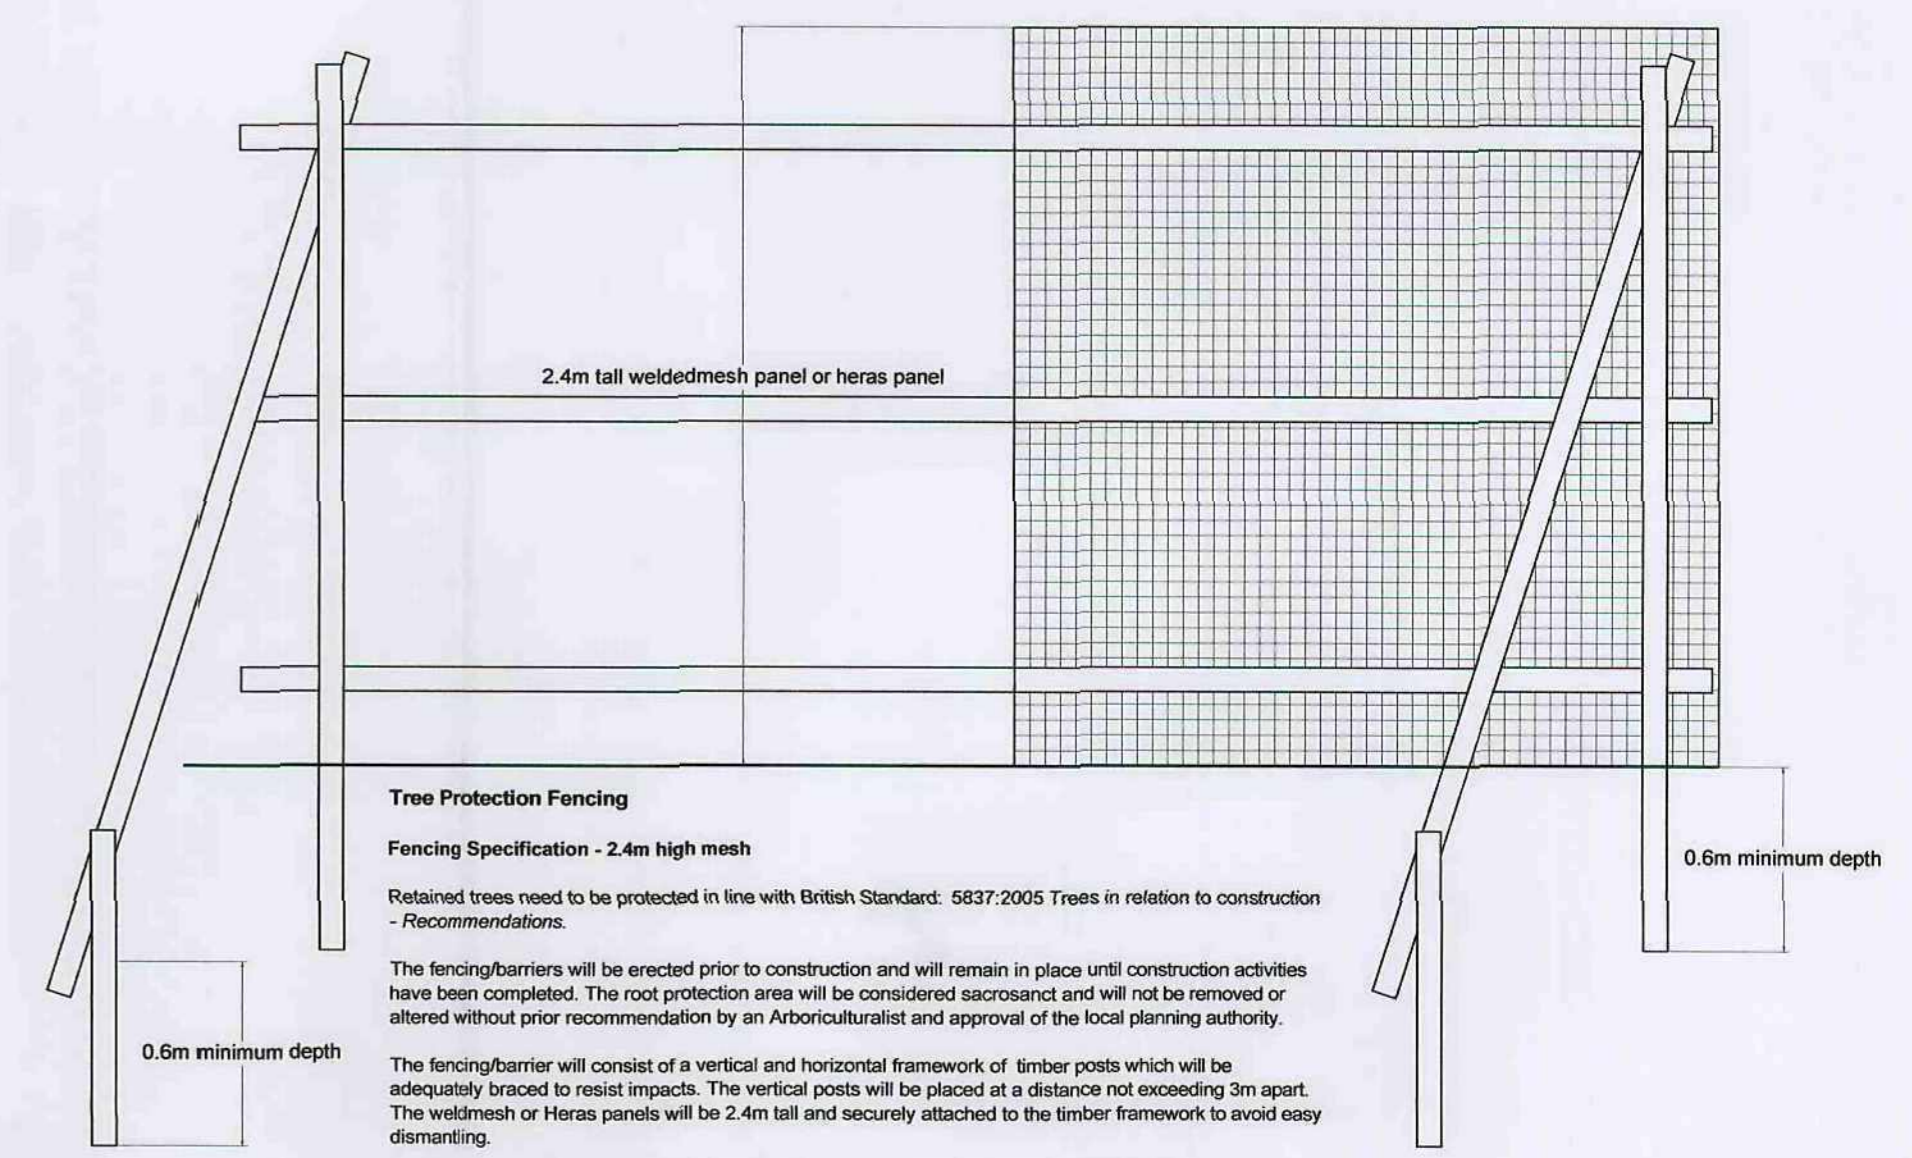 2.4m tall weldedmesh panel or heras panel
Tree Protection Fencing
Fencing Specification - 2.4m high mesh
0.6m minimum depth
Retained trees need to be protected in line with British Standard: 5837:2005 Trees in relation to construction
- Recommendations.
The fencing/barriers will be erected prior to construction and will remain in place until construction activities
have been completed. The root protection area will be considered sacrosanct and will not be removed or
altered without prior recommendation by an Arboriculturalist and approval of the local planning authority.
0.6m minimum depth
The fencing/barrier will consist of a vertical and horizontal framework of timber posts which will be
adequately braced to resist impacts. The vertical posts will be placed at a distance not exceeding 3m apart.
The weldmesh or Heras panels will be 2.4m tall and securely attached to the timber framework to avoid easy
dismantling.